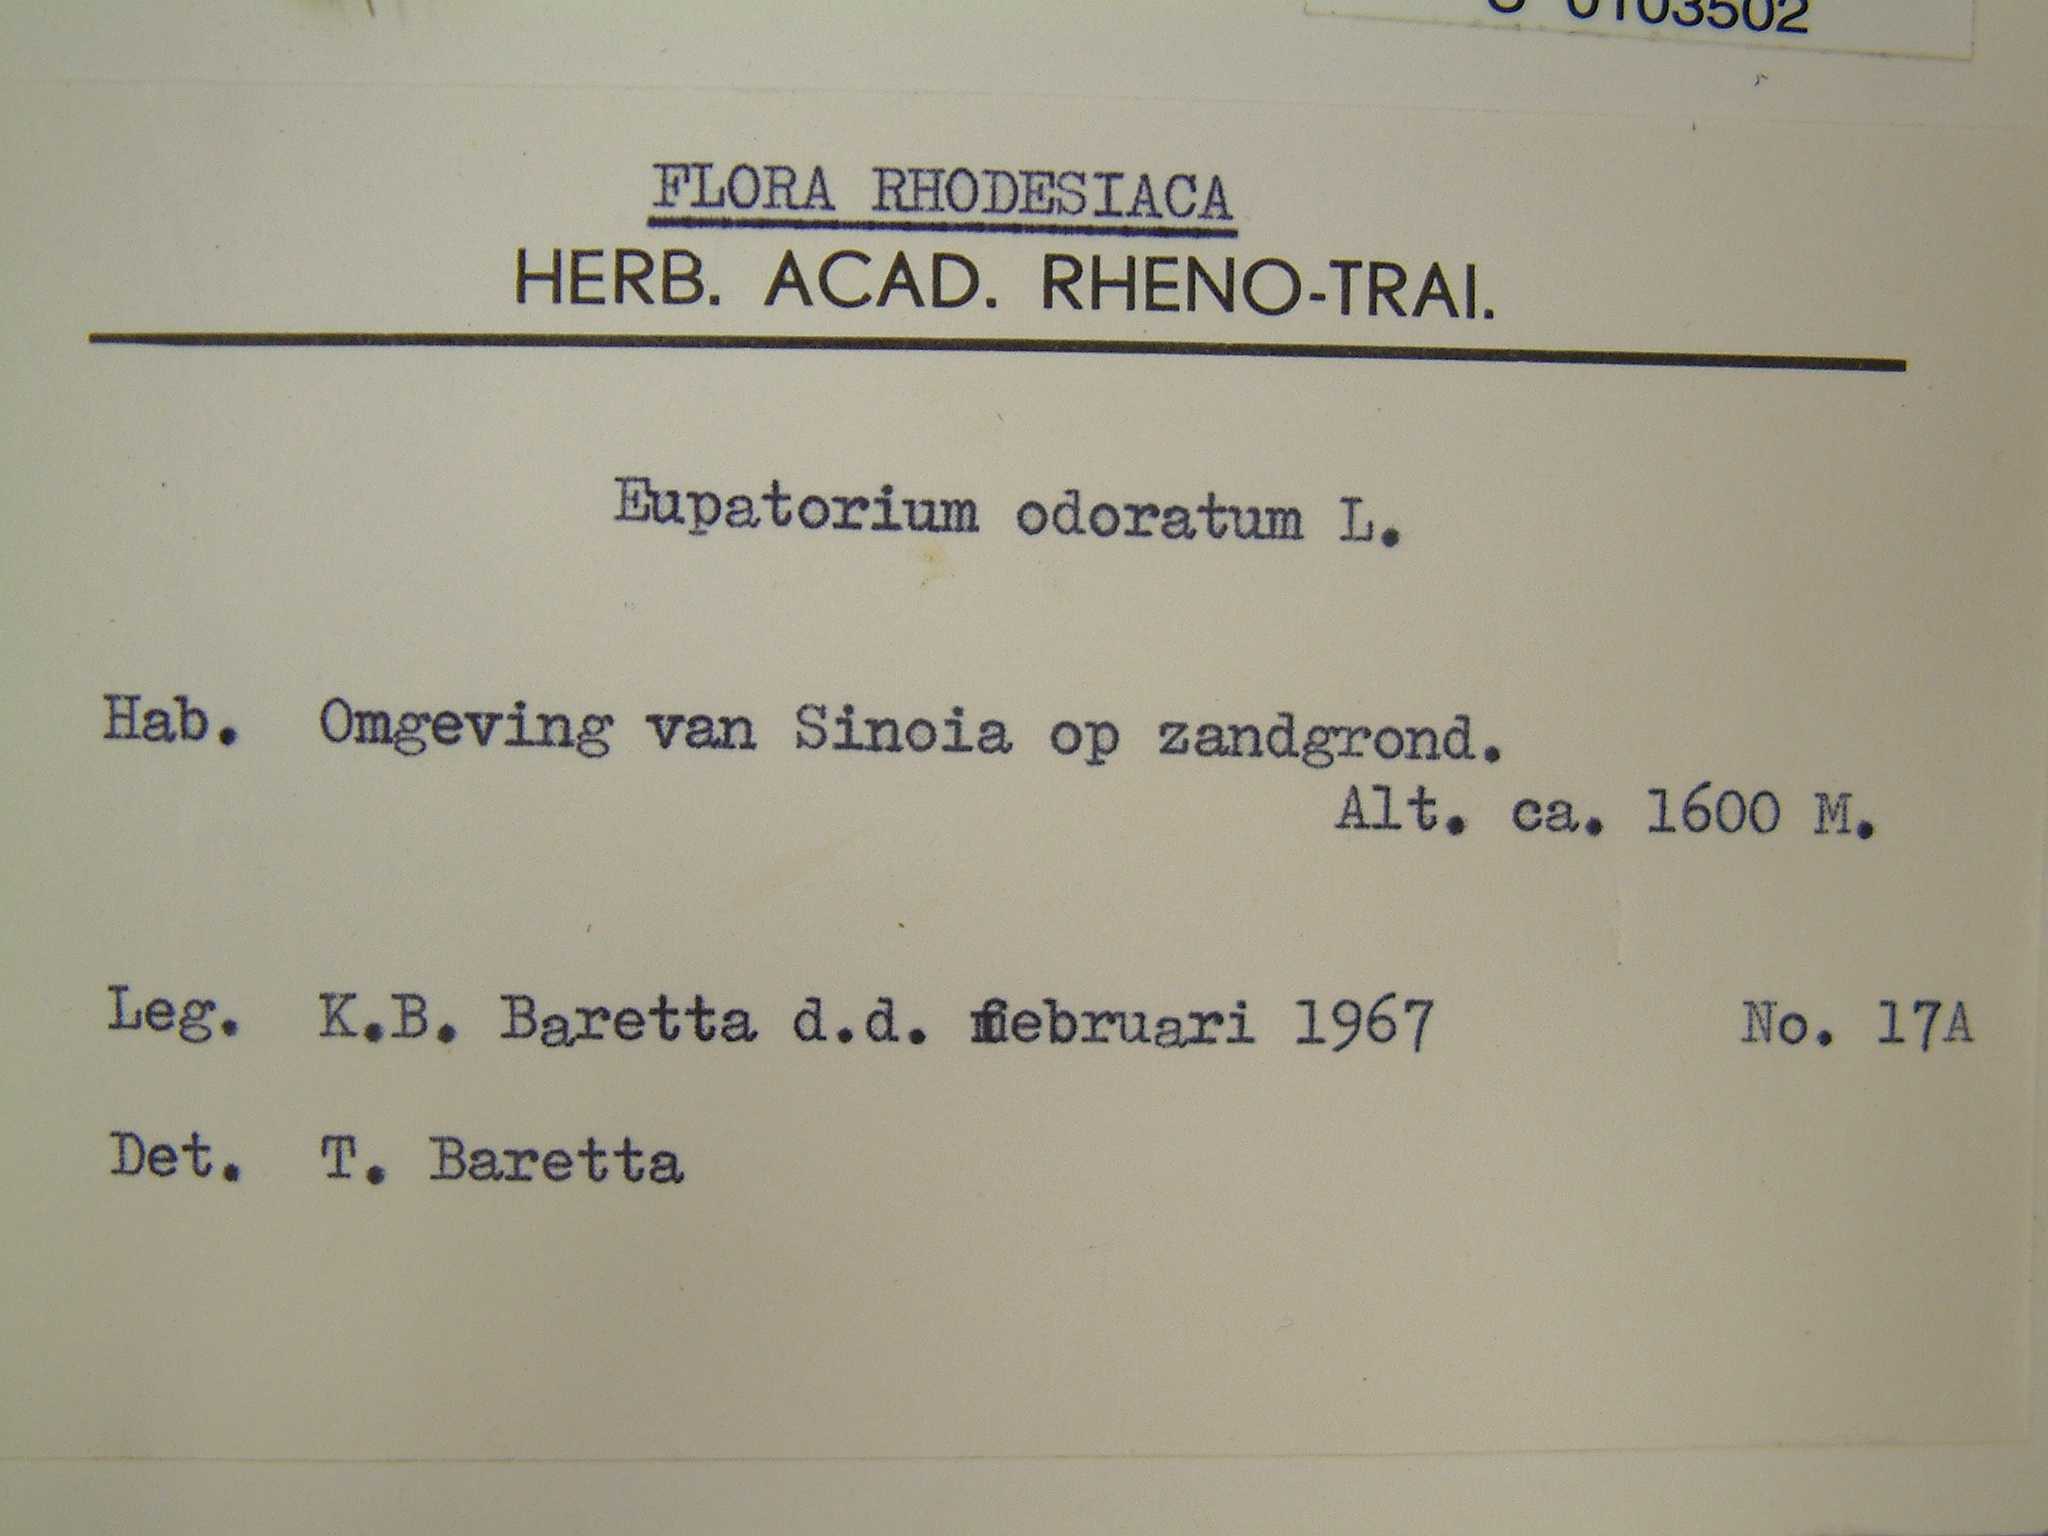 0103502
FLORA RHODESIACA
HERB. ACAD. RHENO-TRAI.
Eupatorium odoratum L.
Hab. Omgeving van Sinoia op zandgrond.
Alt. ca. 1600 M.
Leg. K.B. Baretta d.d. februari 1967 No. 17A
Det. T. Baretta